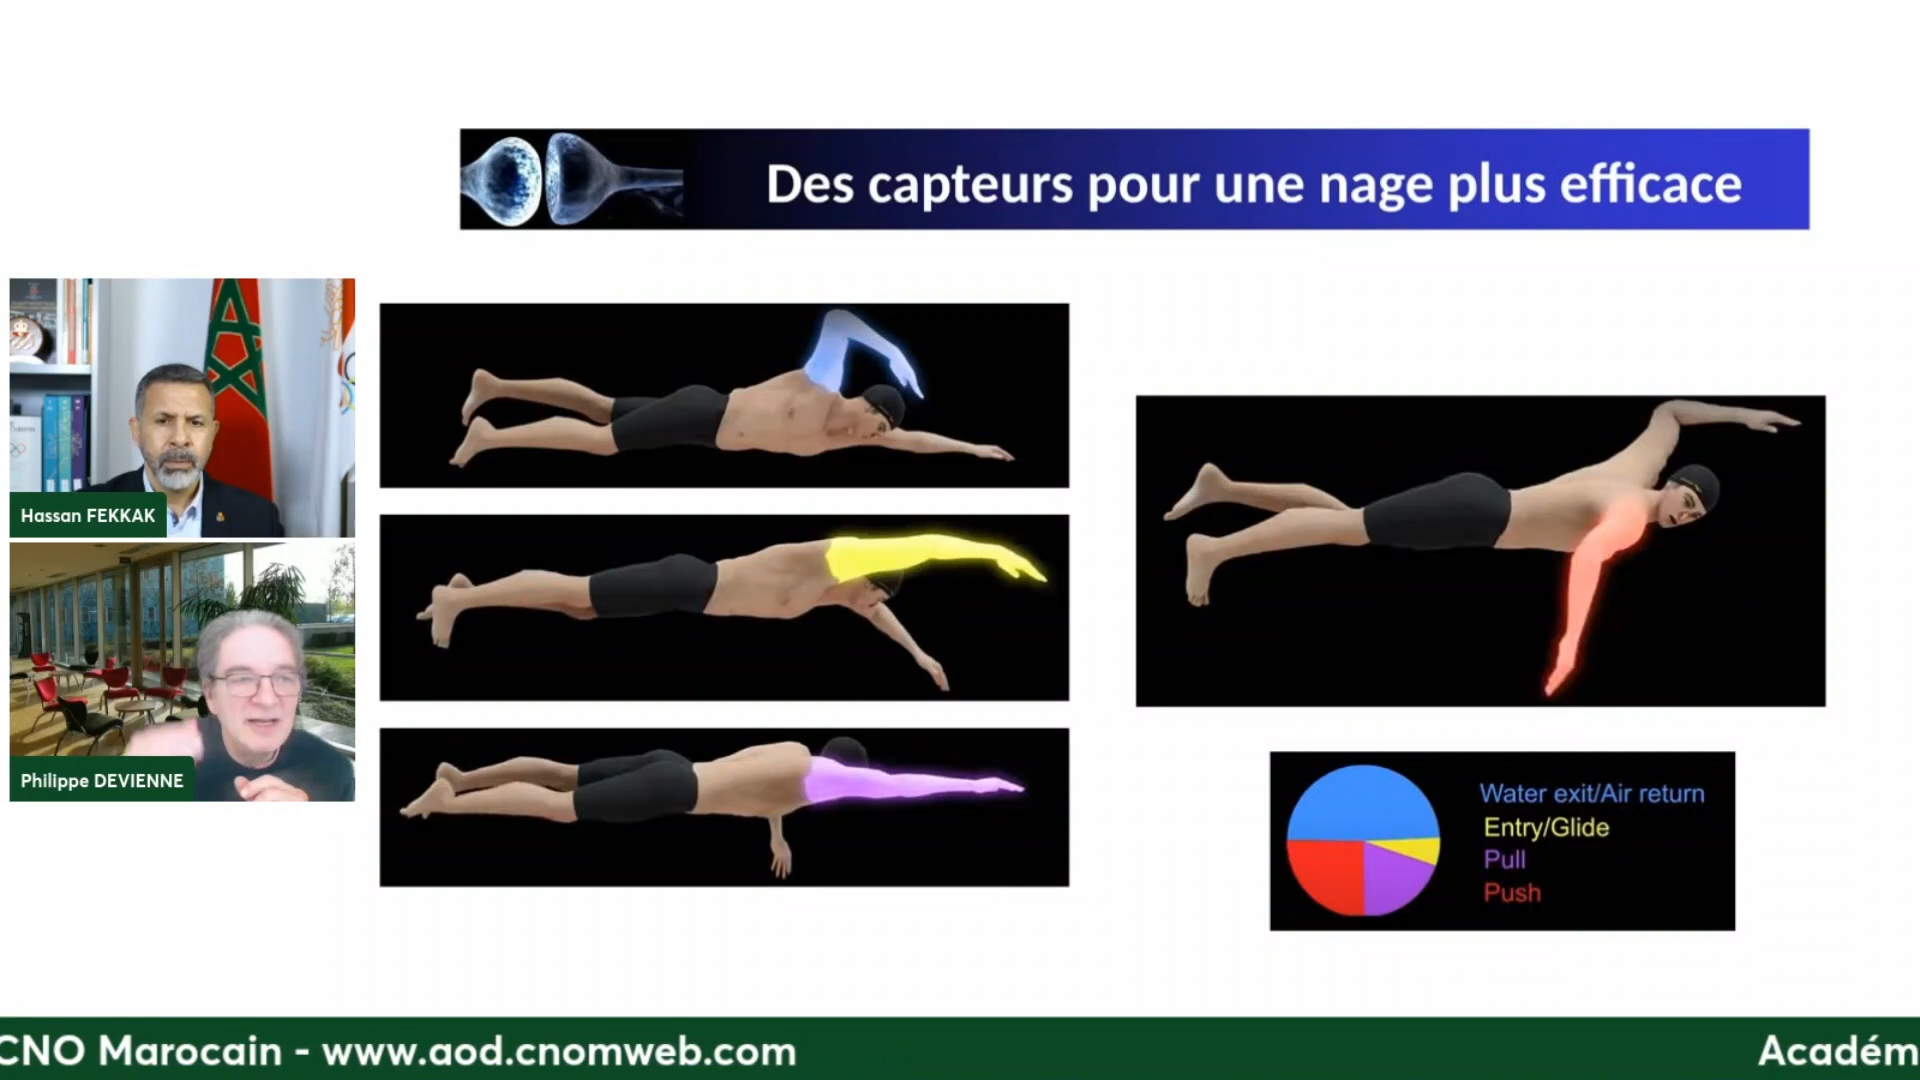 Des capteurs pour une nage plus efficace
Hassan FEKKAK
Philippe DEVIENNE
Water exit/Air return
Entry/Glide
Pull
Push
CNO Marocain - www.aod.cnomweb.com
Académ